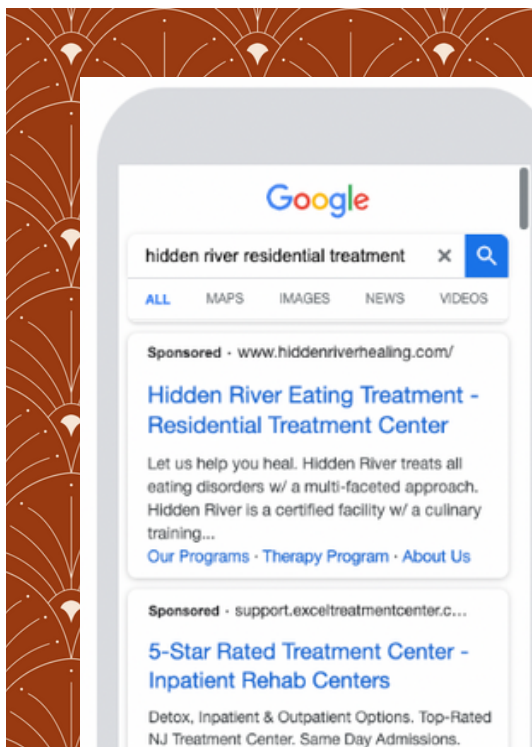 Google
hidden river residential treatment
ALL MAPS IMAGES NEWS VIDEOS
Sponsored · www.hiddenriverhealing.com/
Hidden River Eating Treatment -
Residential Treatment Center
Let us help you heal. Hidden River treats all
eating disorders w/ a multi-faceted approach.
Hidden River is a certified facility w/ a culinary
training...
Our Programs · Therapy Program · About Us
Sponsored · support.exceltreatmentcenter.c...
5-Star Rated Treatment Center -
Inpatient Rehab Centers
Detox, Inpatient & Outpatient Options. Top-Rated
NJ Treatment Center. Same Day Admissions.